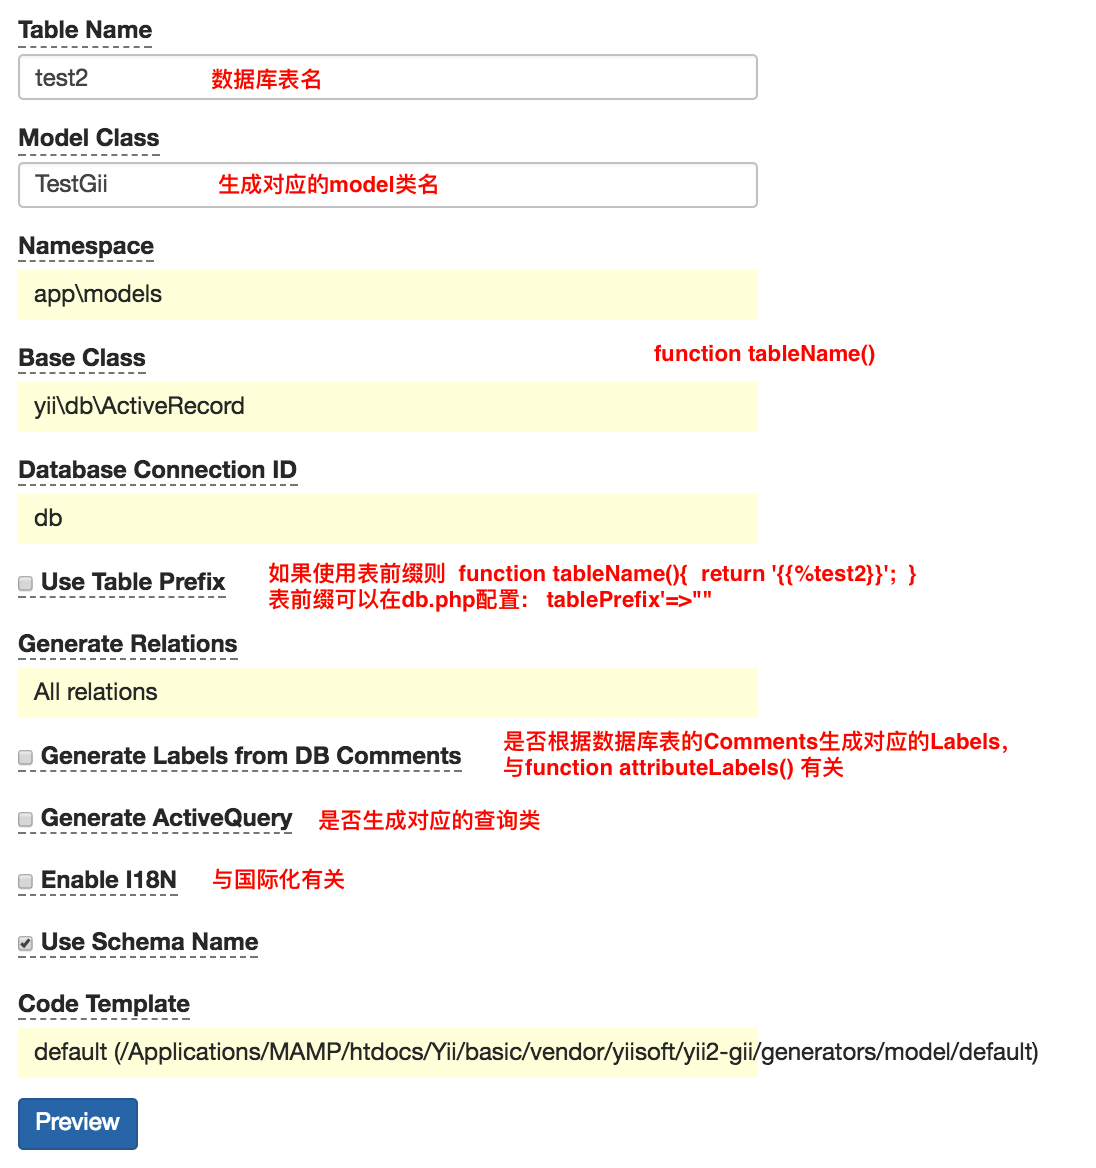 Table Name
test2 数据库表名
Model Class
TestGii 生成对应的model类名
Namespace
app\models
Base Class
function tableName()
yii\db\ActiveRecord
Database Connection ID
db
Use Table Prefix 如果使用表前缀则 function tableName(){ return '{{%test2}}'; }
表前缀可以在db.php配置： tablePrefix'=>""
Generate Relations
All relations
Generate Labels from DB Comments 是否根据数据库表的Comments生成对应的Labels，
与function attributeLabels() 有关
Generate ActiveQuery 是否生成对应的查询类
Enable I18N 与国际化有关
Use Schema Name
Code Template
default (/Applications/MAMP/htdocs/Yii/basic/vendor/yiisoft/yii2-gii/generators/model/default)
Preview